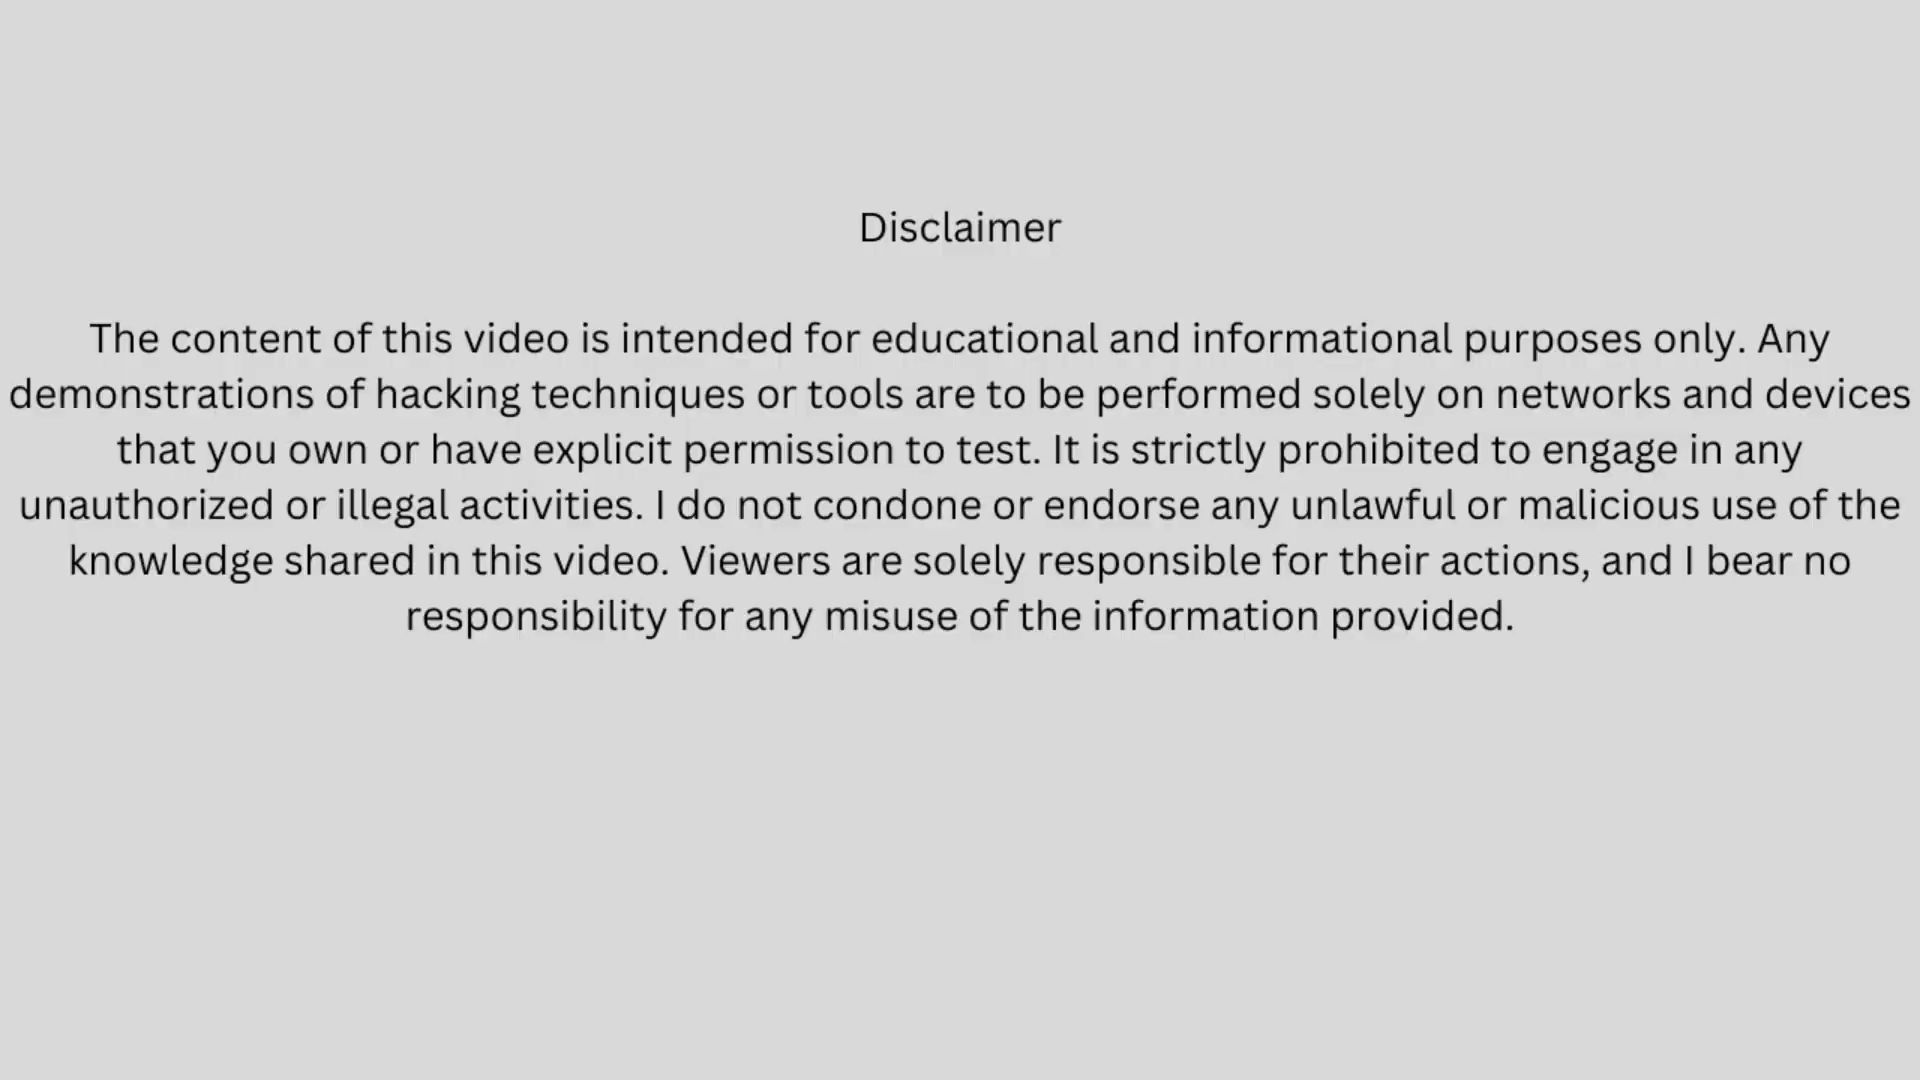 Disclaimer
The content of this video is intended for educational and informational purposes only. Any
demonstrations of hacking techniques or tools are to be performed solely on networks and devices
that you own or have explicit permission to test. It is strictly prohibited to engage in any
unauthorized or illegal activities. I do not condone or endorse any unlawful or malicious use of the
knowledge shared in this video. Viewers are solely responsible for their actions, and I bear no
responsibility for any misuse of the information provided.